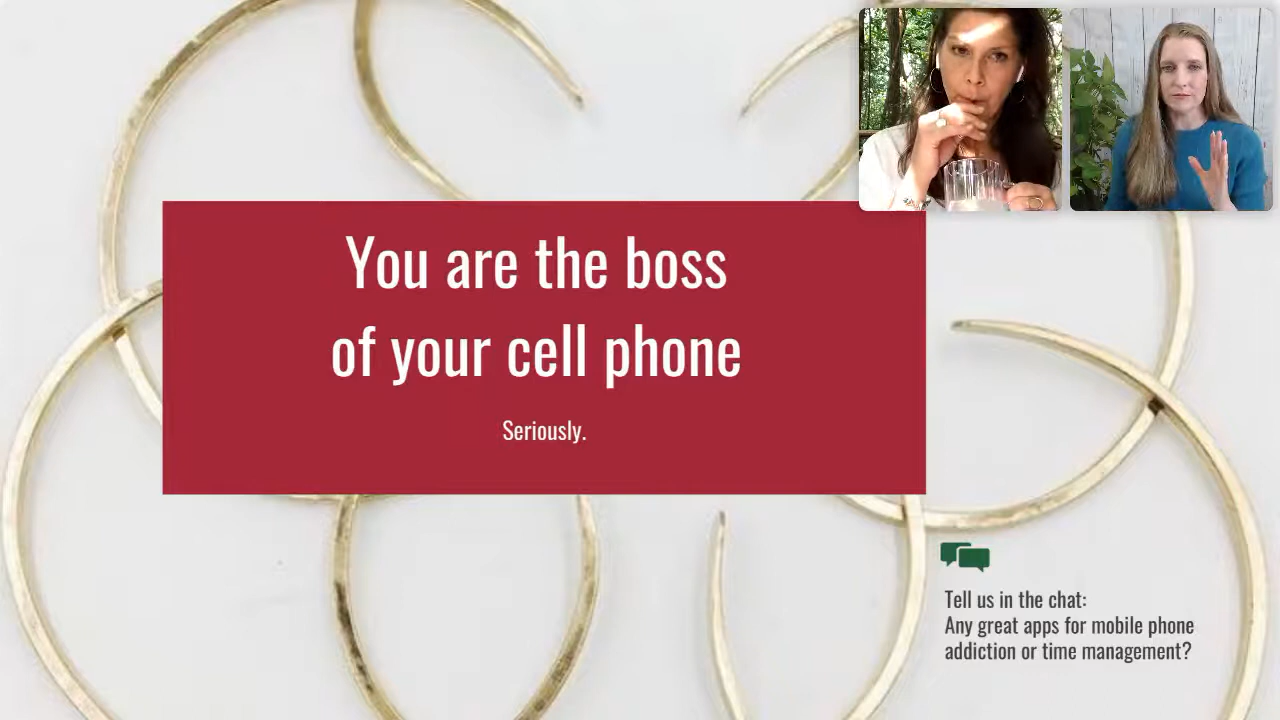 You are the boss
of your cell phone
Seriously.
Tell us in the chat:
Any great apps for mobile phone
addiction or time management?